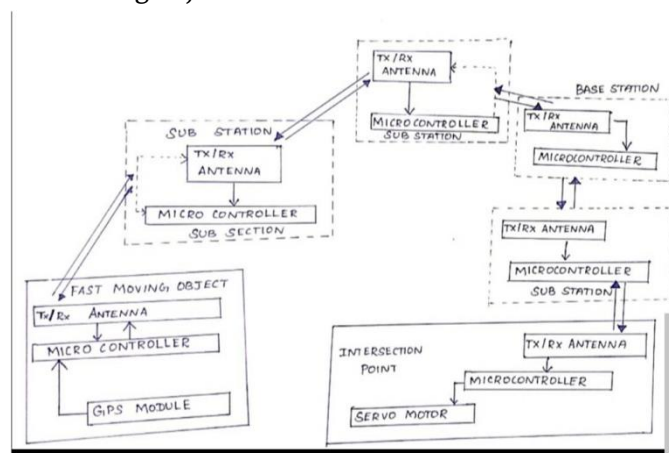 TX/RX
ANTENNA
MICROCONTROLLER
SUB STATION
BASE STATION
TX/RX
ANTENNA
MICROCONTROLLER
SUB STATION
TX/RX
ANTENNA
MICRO CONTROLLER
SUB SECTION
TX/RX ANTENNA
MICROCONTROLLER
SUB STATION
FAST MOVING OBJECT
Tx/Rx ANTENNA
MICRO CONTROLLER
GPS MODULE
INTERSECTION
POINT
TX/RX ANTENNA
MICROCONTROLLER
SERVO MOTOR